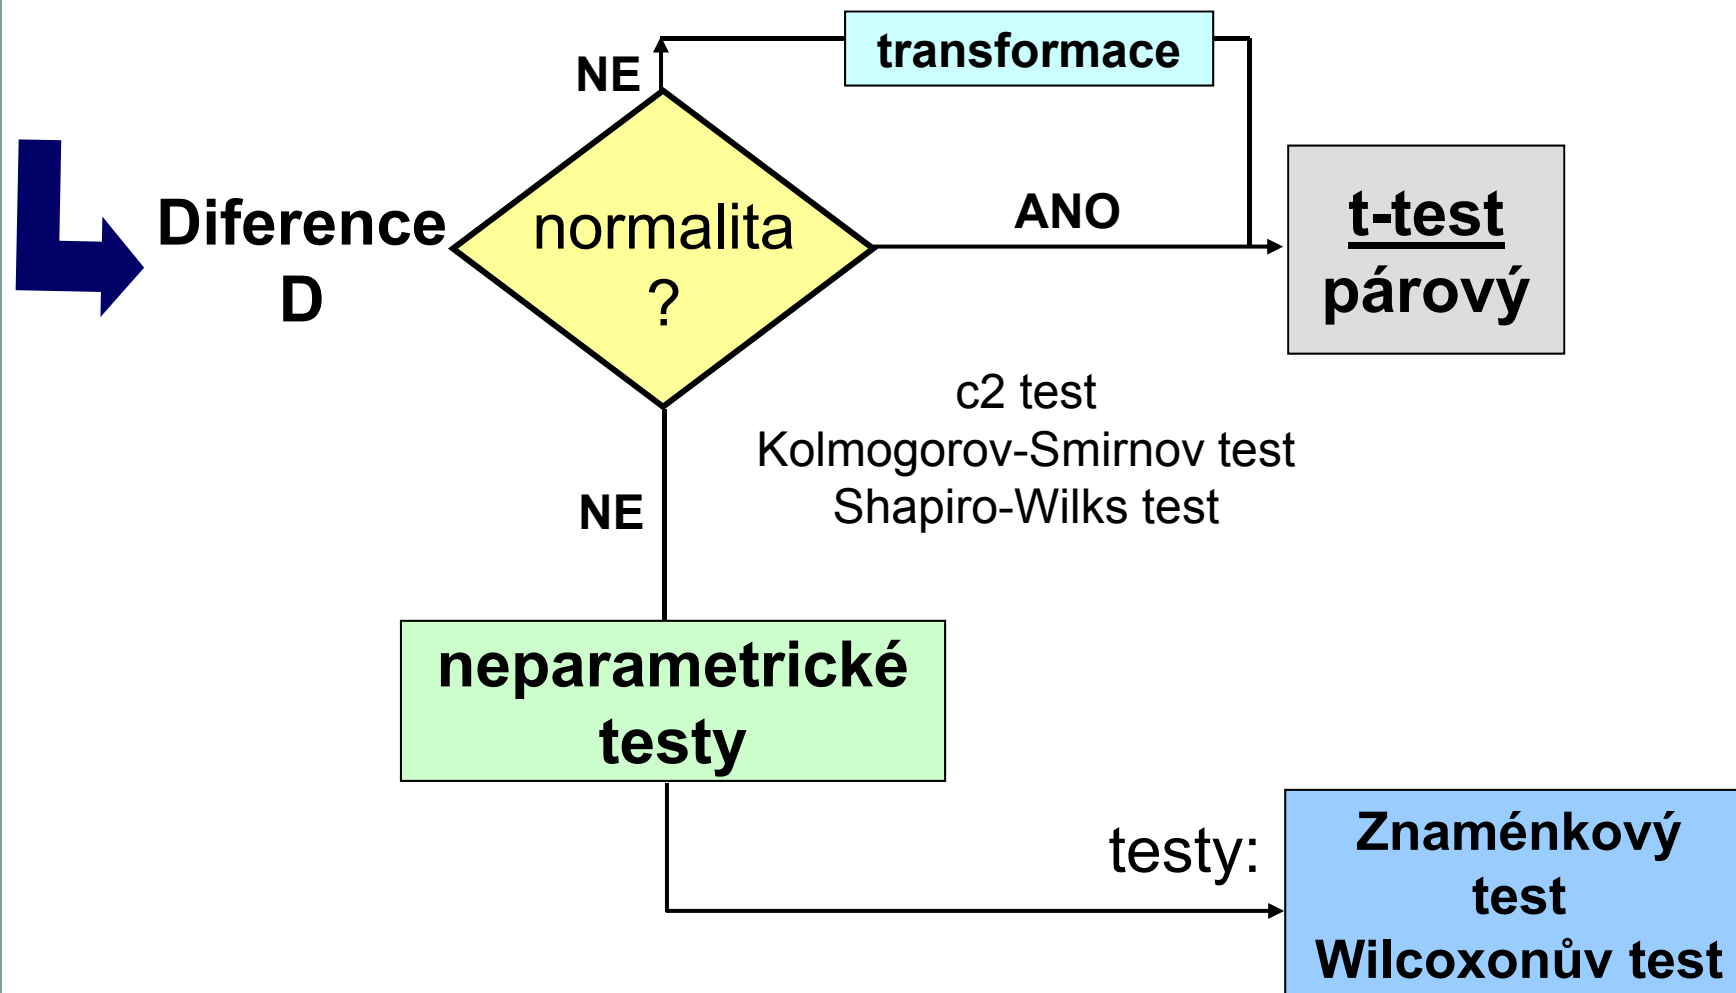 transformace
NE
Diference
D
normalita
?
ANO
t-test
párový
c2 test
Kolmogorov-Smirnov test
Shapiro-Wilks test
NE
neparametrické
testy
testy:
Znaménkový
test
Wilcoxonův test